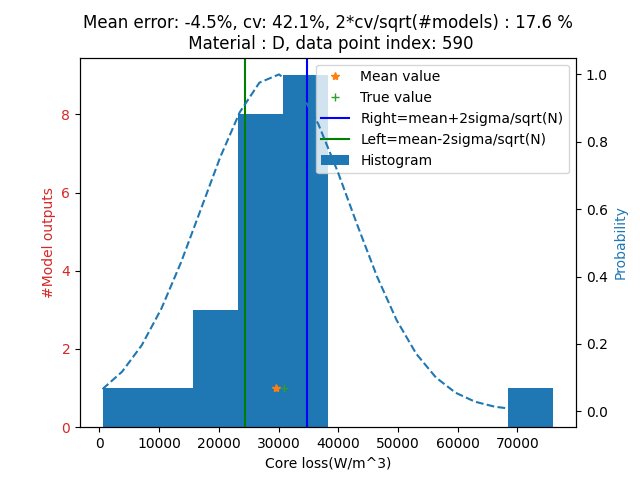 Mean error: -4.5%, cv: 42.1%, 2*cv/sqrt(#models) : 17.6 %
Material : D, data point index: 590
Mean value
True value
Right=mean+2sigma/sqrt(N)
Left=mean-2sigma/sqrt(N)
Histogram
#Model outputs
8
6
4
2
0
1.0
0.8
0.6
0.4
0.2
0.0
Probability
0 10000 20000 30000 40000 50000 60000 70000
Core loss(W/m^3)